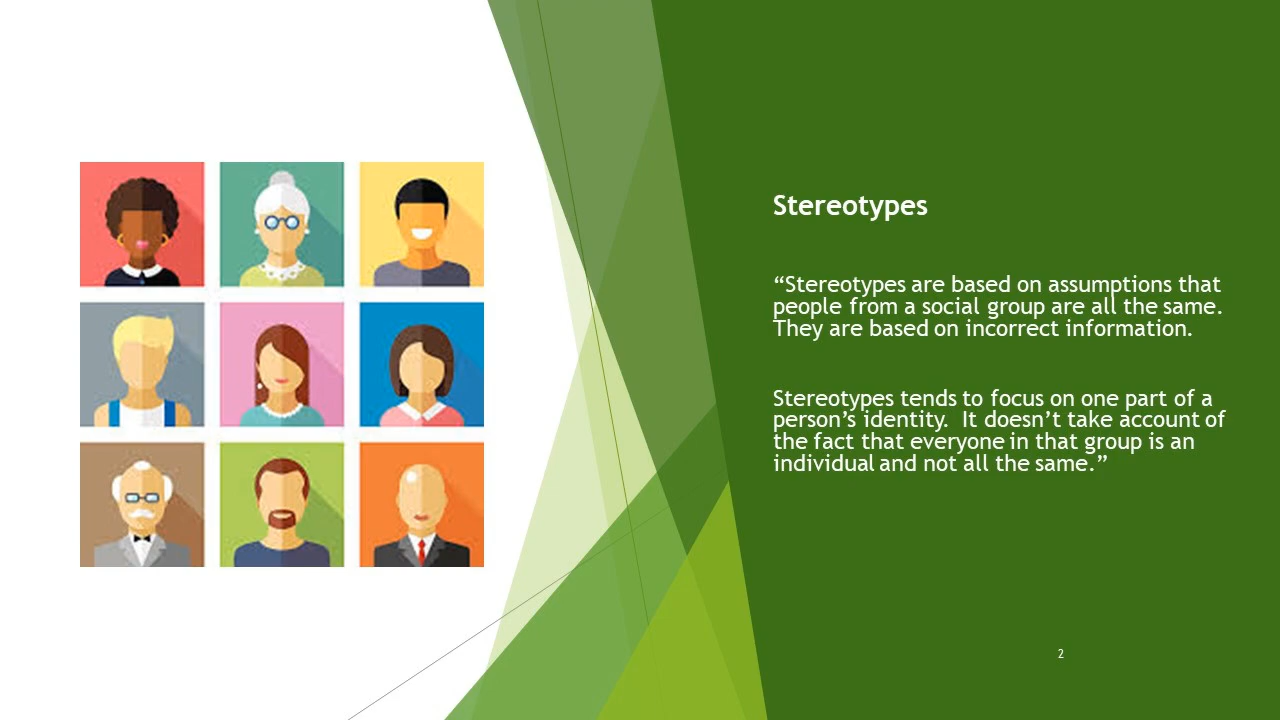 Stereotypes
“Stereotypes are based on assumptions that
people from a social group are all the same.
They are based on incorrect information.
Stereotypes tends to focus on one part of a
person’s identity.  It doesn’t take account of
the fact that everyone in that group is an
individual and not all the same.”
2